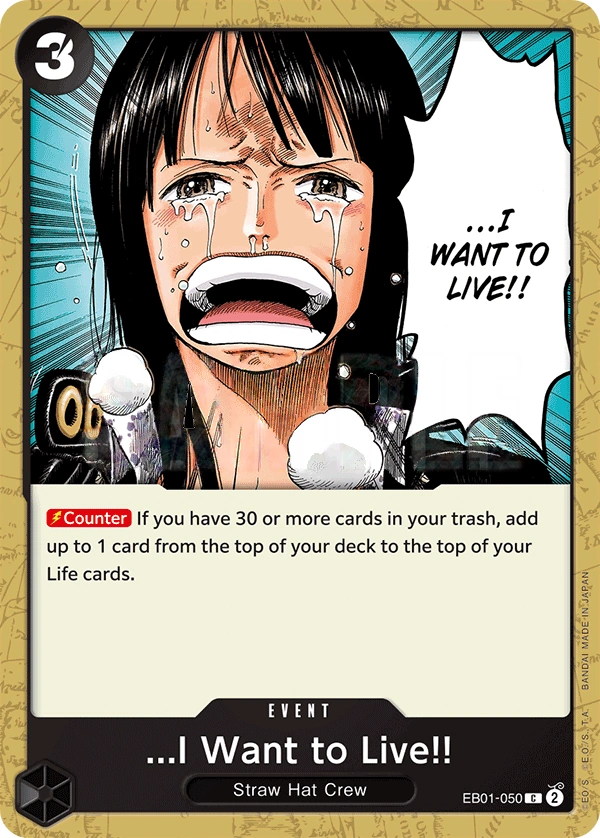 3
...I
WANT TO
LIVE!!
⚡Counter If you have 30 or more cards in your trash, add
up to 1 card from the top of your deck to the top of your
Life cards.
EVENT
...I Want to Live!!
Straw Hat Crew
EB01-050 C 2
BANDAI MADE IN JAPAN